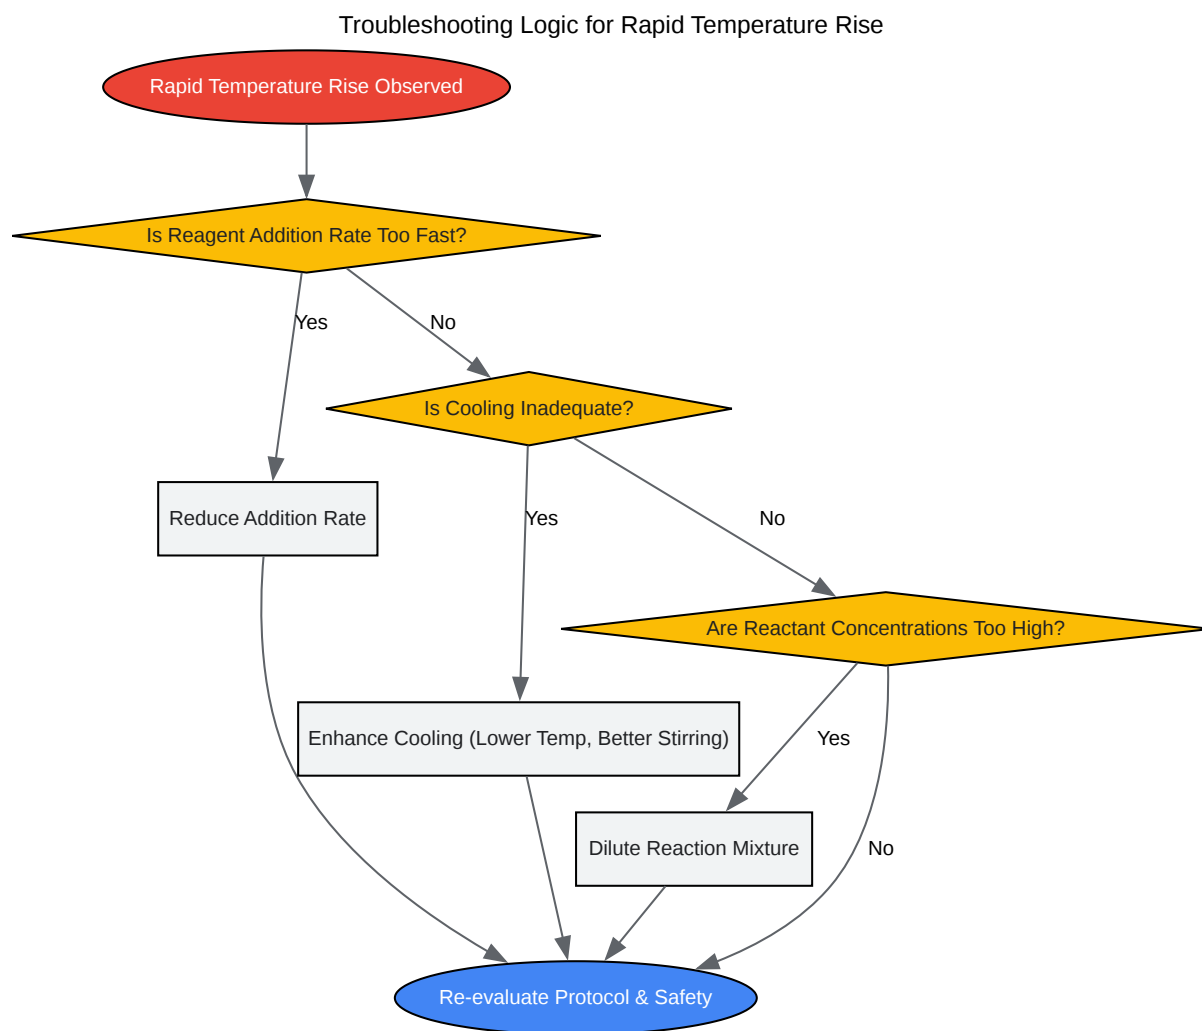 Troubleshooting Logic for Rapid Temperature Rise
Rapid Temperature Rise Observed
Is Reagent Addition Rate Too Fast?
Yes
No
Is Cooling Inadequate?
Reduce Addition Rate
Yes
No
Are Reactant Concentrations Too High?
Enhance Cooling (Lower Temp, Better Stirring)
Yes
Dilute Reaction Mixture
No
Re-evaluate Protocol & Safety